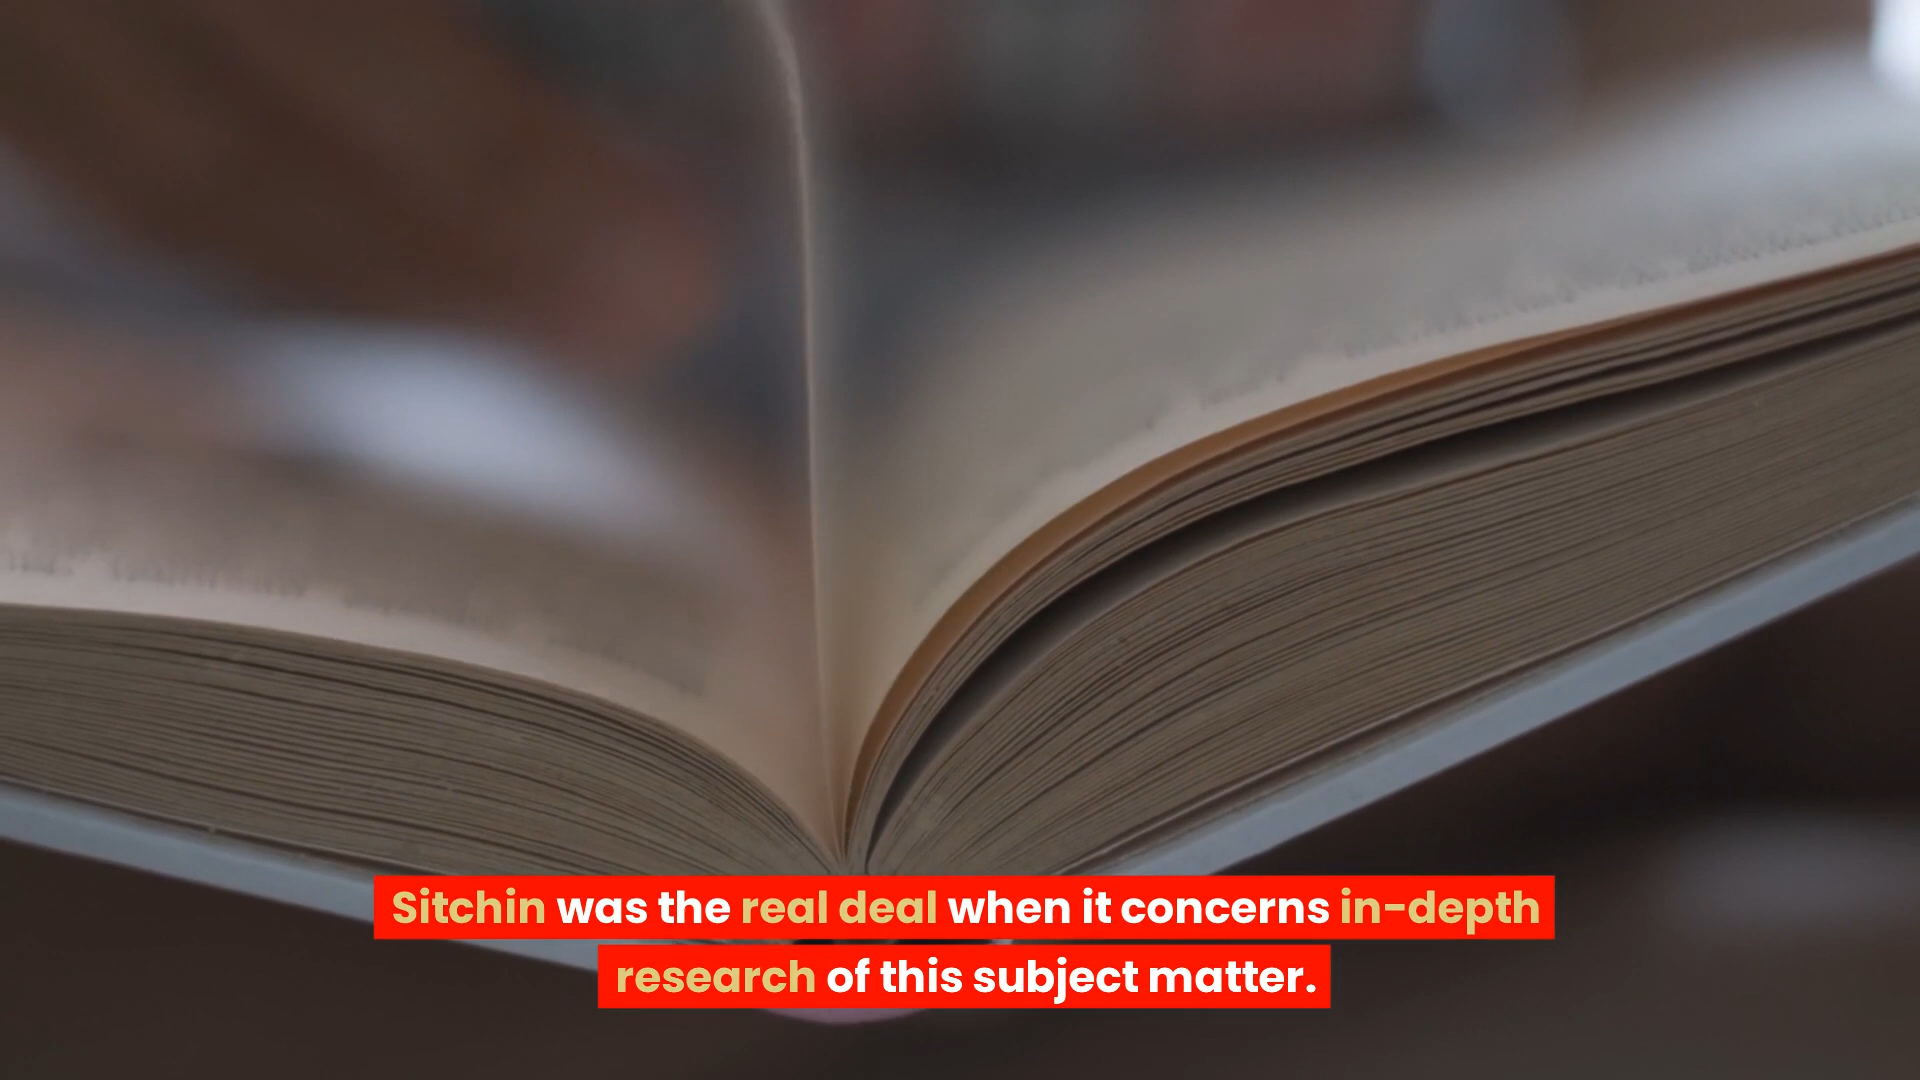 Sitchin was the real deal when it concerns in-depth
research of this subject matter.